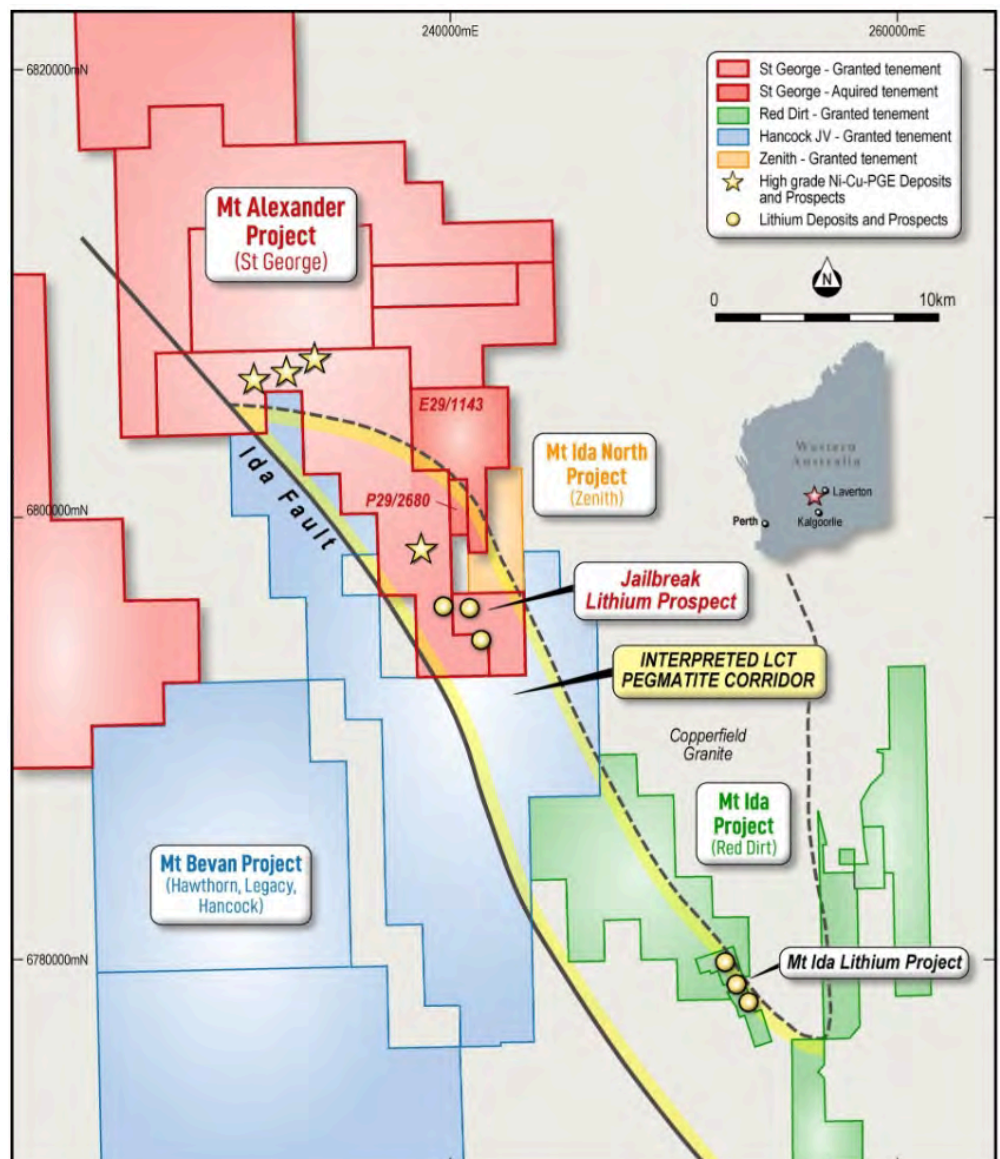 240000mE
260000mE
6820000mN
St George - Granted tenement
St George - Aquired tenement
Red Dirt - Granted tenement
Hancock JV - Granted tenement
Zenith - Granted tenement
High grade Ni-Cu-PGE Deposits
and Prospects
Lithium Deposits and Prospects
Mt Alexander
Project
(St George)
N
0 10km
E29/1143
Mt Ida North
Project
(Zenith)
Western
Australia
Laverton
Perth
Kalgoorlie
Ida Fault
P29/2680
6800000mN
Jailbreak
Lithium Prospect
INTERPRETED LCT
PEGMATITE CORRIDOR
Copperfield
Granite
Mt Ida
Project
(Red Dirt)
Mt Bevan Project
(Hawthorn, Legacy,
Hancock)
6780000mN
Mt Ida Lithium Project